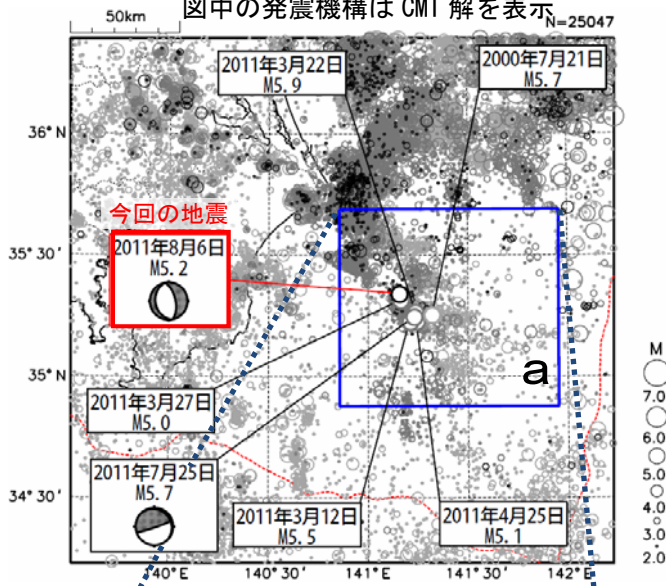 図中の発震機構は CMT 解を表示
50km
N=25047
2011年3月22日
M5.9
2000年7月21日
M5.7
36°N
今回の地震
2011年8月6日
M5.2
35°30'
a
35°N
2011年3月27日
M5.0
2011年7月25日
M5.7
34°30'
2011年3月12日
M5.5
2011年4月25日
M5.1
M
7.0
6.0
5.0
4.0
3.0
2.0
140°E
140°30'
141°E
141°30'
142°E